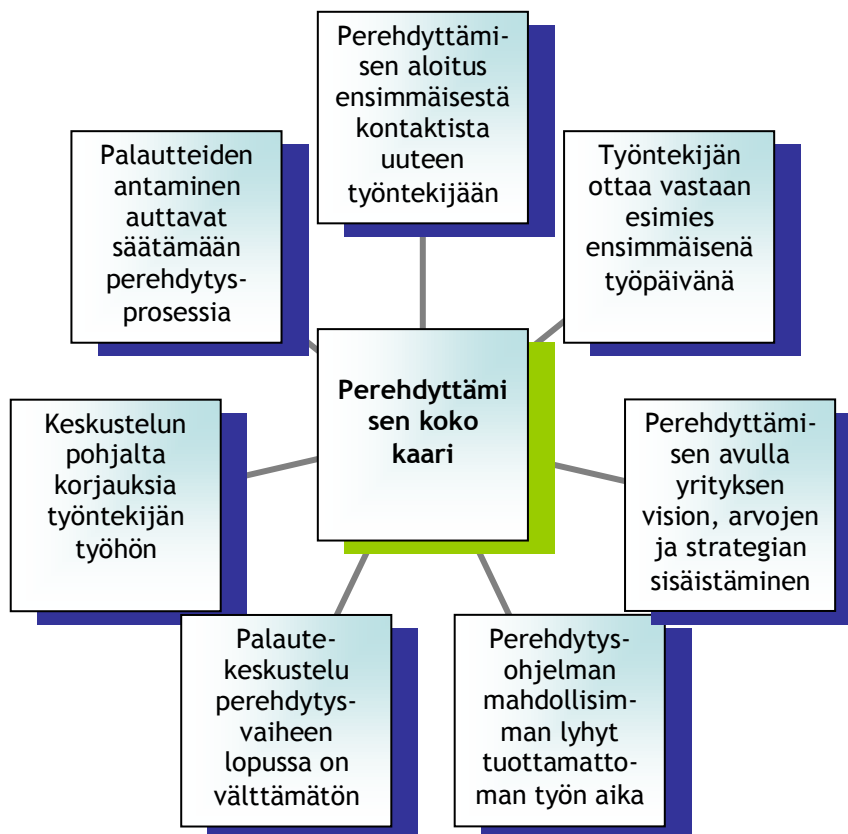 Perehdyttämi-
sen aloitus
ensimmäisestä
kontaktista
uuteen
työntekijään
Työntekijän
ottaa vastaan
esimies
ensimmäisenä
työpäivänä
Perehdyttämi-
sen avulla
yrityksen
vision, arvojen
ja strategian
sisäistäminen
Perehdytys-
ohjelman
mahdollisim-
man lyhyt
tuottamatto-
man työn aika
Palaute-
keskustelu
perehdytys-
vaiheen
lopussa on
välttämätön
Keskustelun
pohjalta
korjauksia
työntekijän
työhön
Palautteiden
antaminen
auttavat
säätämään
perehdytys-
prosessia
Perehdyttämi
sen koko
kaari